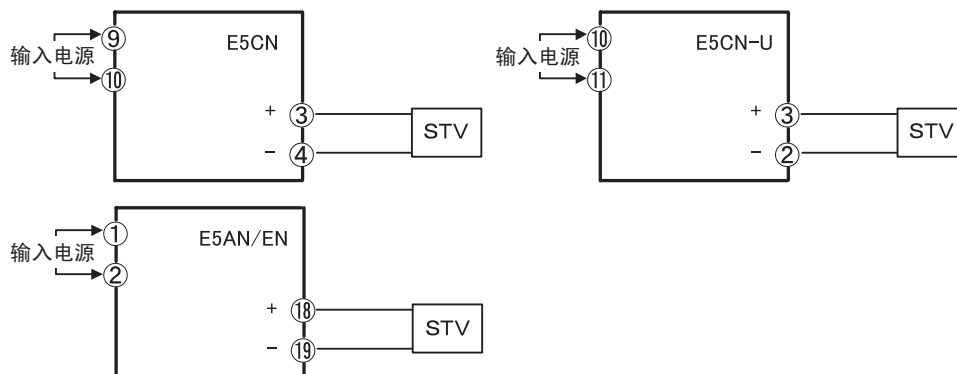 ⑨ E5CN
输入电源
⑩
+ ③
- ④
STV
⑩ E5CN-U
输入电源
⑪
+ ③
- ②
STV
① E5AN/EN
输入电源
②
+ ⑱
- ⑲
STV